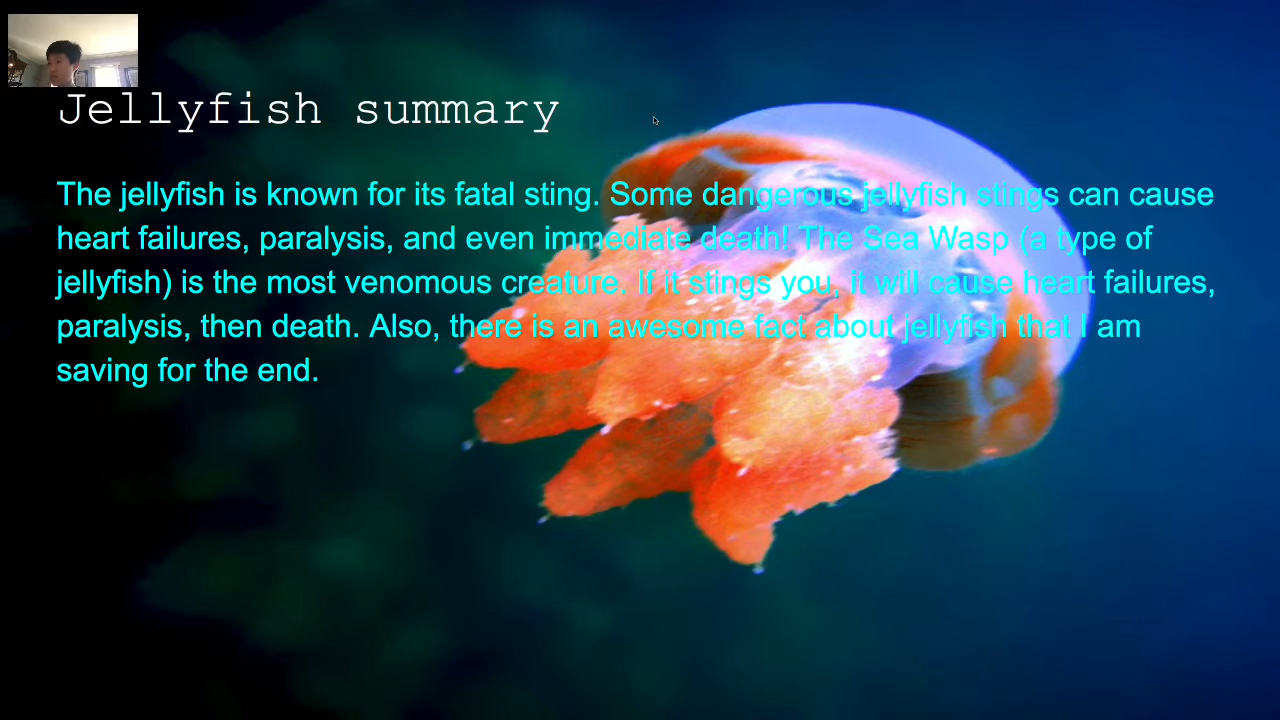 Jellyfish summary
The jellyfish is known for its fatal sting. Some dangerous jellyfish stings can cause
heart failures, paralysis, and even immediate death! The Sea Wasp (a type of
jellyfish) is the most venomous creature. If it stings you, it will cause heart failures,
paralysis, then death. Also, there is an awesome fact about jellyfish that I am
saving for the end.